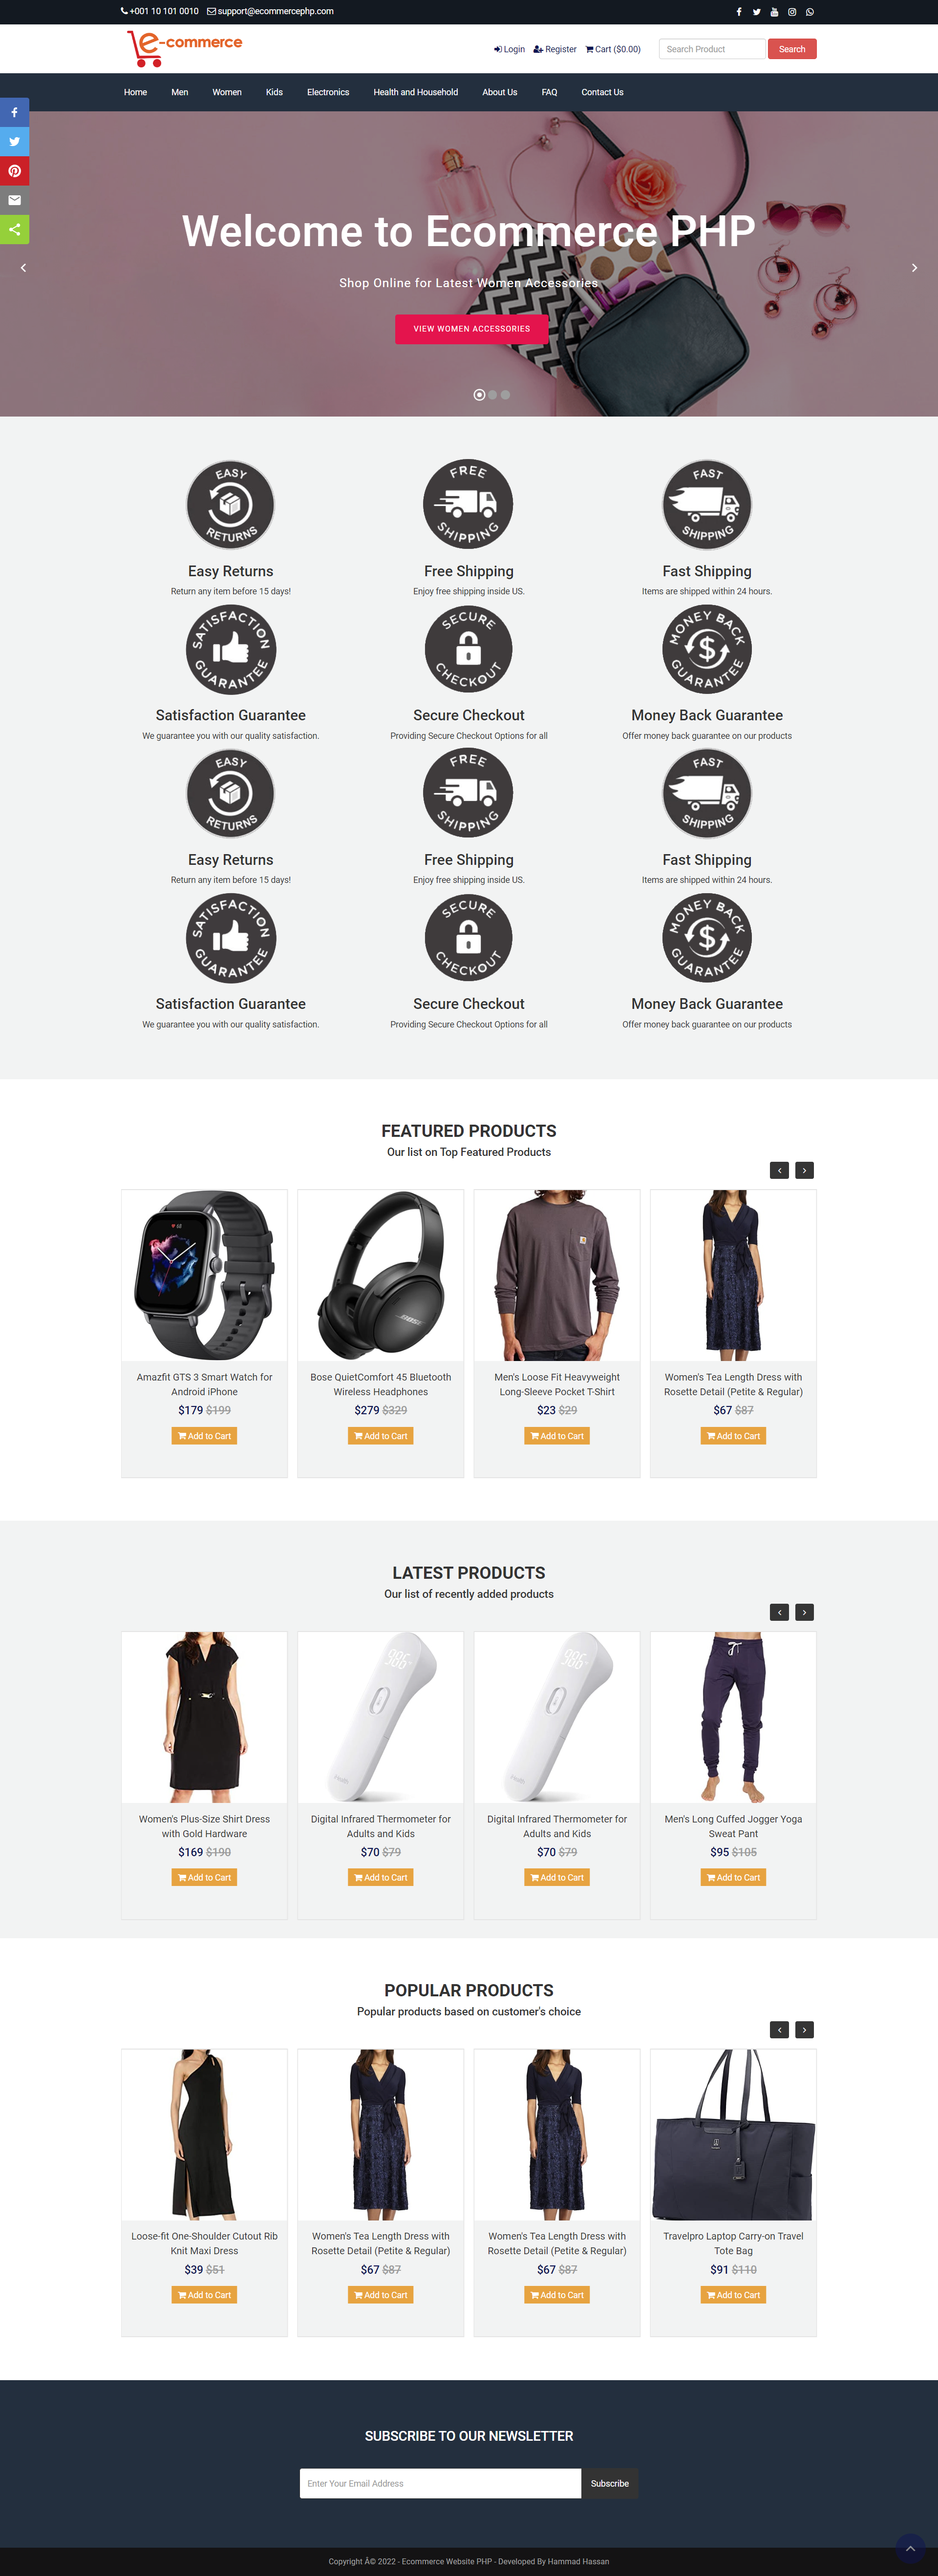 +001 10 101 0010 support@ecommercephp.com
e-commerce
Login Register Cart ($0.00) Search Product Search
Home Men Women Kids Electronics Health and Household About Us FAQ Contact Us
Welcome to Ecommerce PHP
Shop Online for Latest Women Accessories
VIEW WOMEN ACCESSORIES
EASY RETURNS FREE SHIPPING FAST SHIPPING
Easy Returns Free Shipping Fast Shipping
Return any item before 15 days! Enjoy free shipping inside US. Items are shipped within 24 hours.
SATISFACTION GUARANTEE SECURE CHECKOUT MONEY BACK GUARANTEE
Satisfaction Guarantee Secure Checkout Money Back Guarantee
We guarantee you with our quality satisfaction. Providing Secure Checkout Options for all Offer money back guarantee on our products
EASY RETURNS FREE SHIPPING FAST SHIPPING
Easy Returns Free Shipping Fast Shipping
Return any item before 15 days! Enjoy free shipping inside US. Items are shipped within 24 hours.
SATISFACTION GUARANTEE SECURE CHECKOUT MONEY BACK GUARANTEE
Satisfaction Guarantee Secure Checkout Money Back Guarantee
We guarantee you with our quality satisfaction. Providing Secure Checkout Options for all Offer money back guarantee on our products
FEATURED PRODUCTS
Our list on Top Featured Products
BOSE
Amazfit GTS 3 Smart Watch for Bose QuietComfort 45 Bluetooth Men's Loose Fit Heavyweight Women's Tea Length Dress with
Android iPhone Wireless Headphones Long-Sleeve Pocket T-Shirt Rosette Detail (Petite & Regular)
$179 $199 $279 $329 $23 $29 $67 $87
Add to Cart Add to Cart Add to Cart Add to Cart
LATEST PRODUCTS
Our list of recently added products
Women's Plus-Size Shirt Dress Digital Infrared Thermometer for Digital Infrared Thermometer for Men's Long Cuffed Jogger Yoga
with Gold Hardware Adults and Kids Adults and Kids Sweat Pant
$169 $190 $70 $79 $70 $79 $95 $105
Add to Cart Add to Cart Add to Cart Add to Cart
POPULAR PRODUCTS
Popular products based on customer's choice
Loose-fit One-Shoulder Cutout Rib Women's Tea Length Dress with Women's Tea Length Dress with Travelpro Laptop Carry-on Travel
Knit Maxi Dress Rosette Detail (Petite & Regular) Rosette Detail (Petite & Regular) Tote Bag
$39 $51 $67 $87 $67 $87 $91 $110
Add to Cart Add to Cart Add to Cart Add to Cart
SUBSCRIBE TO OUR NEWSLETTER
Enter Your Email Address Subscribe
Copyright Â© 2022 - Ecommerce Website PHP - Developed By Hammad Hassan